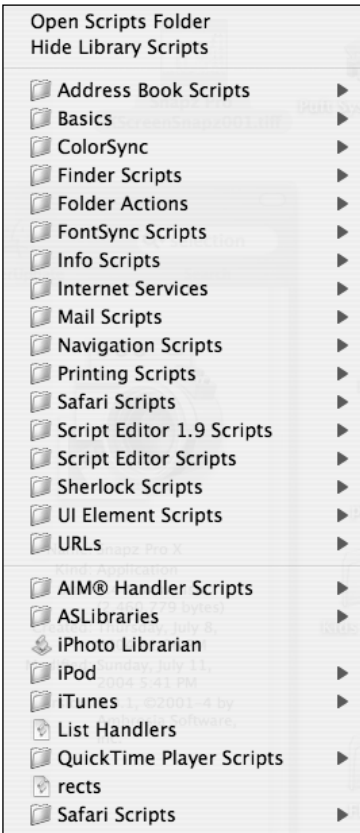 Open Scripts Folder
Hide Library Scripts
Address Book Scripts
Basics
ColorSync
Finder Scripts
Folder Actions
FontSync Scripts
Info Scripts
Internet Services
Mail Scripts
Navigation Scripts
Printing Scripts
Safari Scripts
Script Editor 1.9 Scripts
Script Editor Scripts
Sherlock Scripts
UI Element Scripts
URLs
AIM® Handler Scripts
ASLibraries
iPhoto Librarian
iPod
iTunes
List Handlers
QuickTime Player Scripts
rects
Safari Scripts